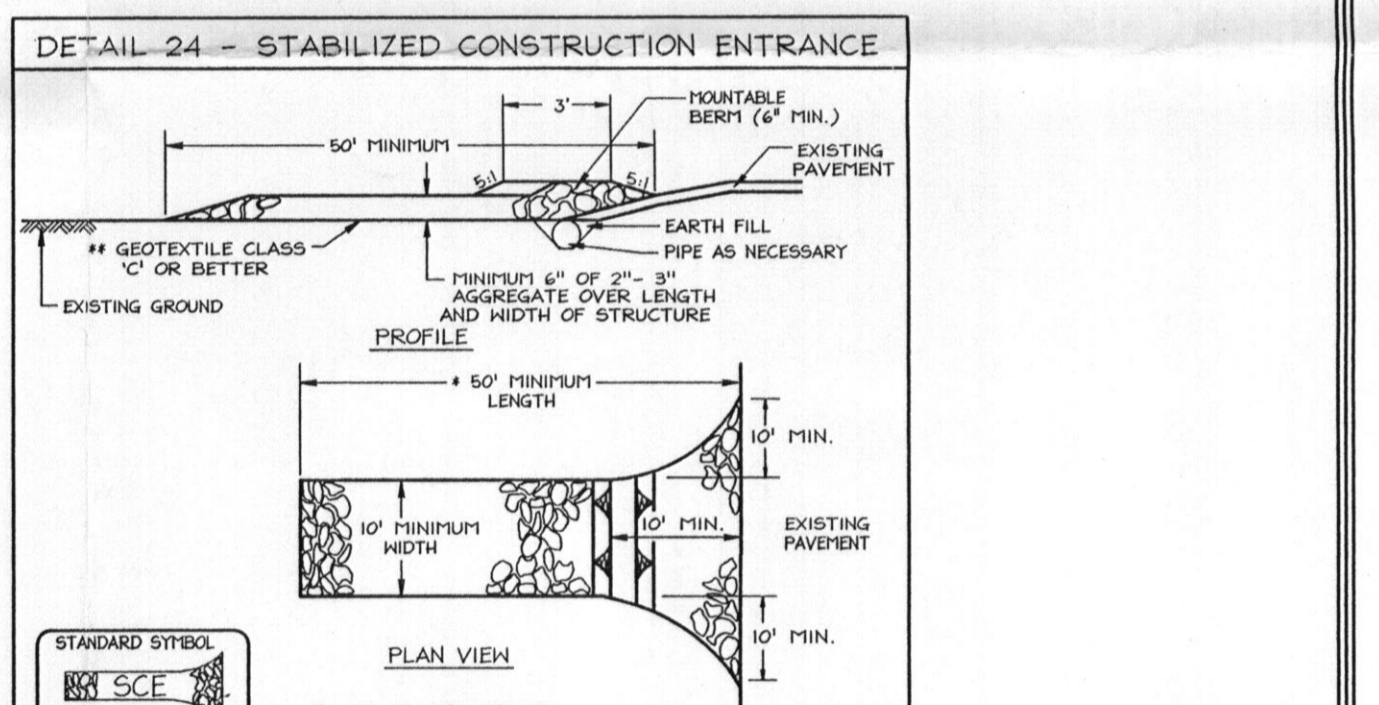 DETAIL 24 - STABILIZED CONSTRUCTION ENTRANCE
3'
MOUNTABLE
BERM (6" MIN.)
50' MINIMUM
EXISTING
PAVEMENT
5:1
5:1
EARTH FILL
** GEOTEXTILE CLASS
'C' OR BETTER
PIPE AS NECESSARY
MINIMUM 6" OF 2"- 3"
AGGREGATE OVER LENGTH
AND WIDTH OF STRUCTURE
EXISTING GROUND
PROFILE
* 50' MINIMUM
LENGTH
10' MIN.
10' MINIMUM
WIDTH
10' MIN.
EXISTING
PAVEMENT
10' MIN.
STANDARD SYMBOL
SCE
PLAN VIEW